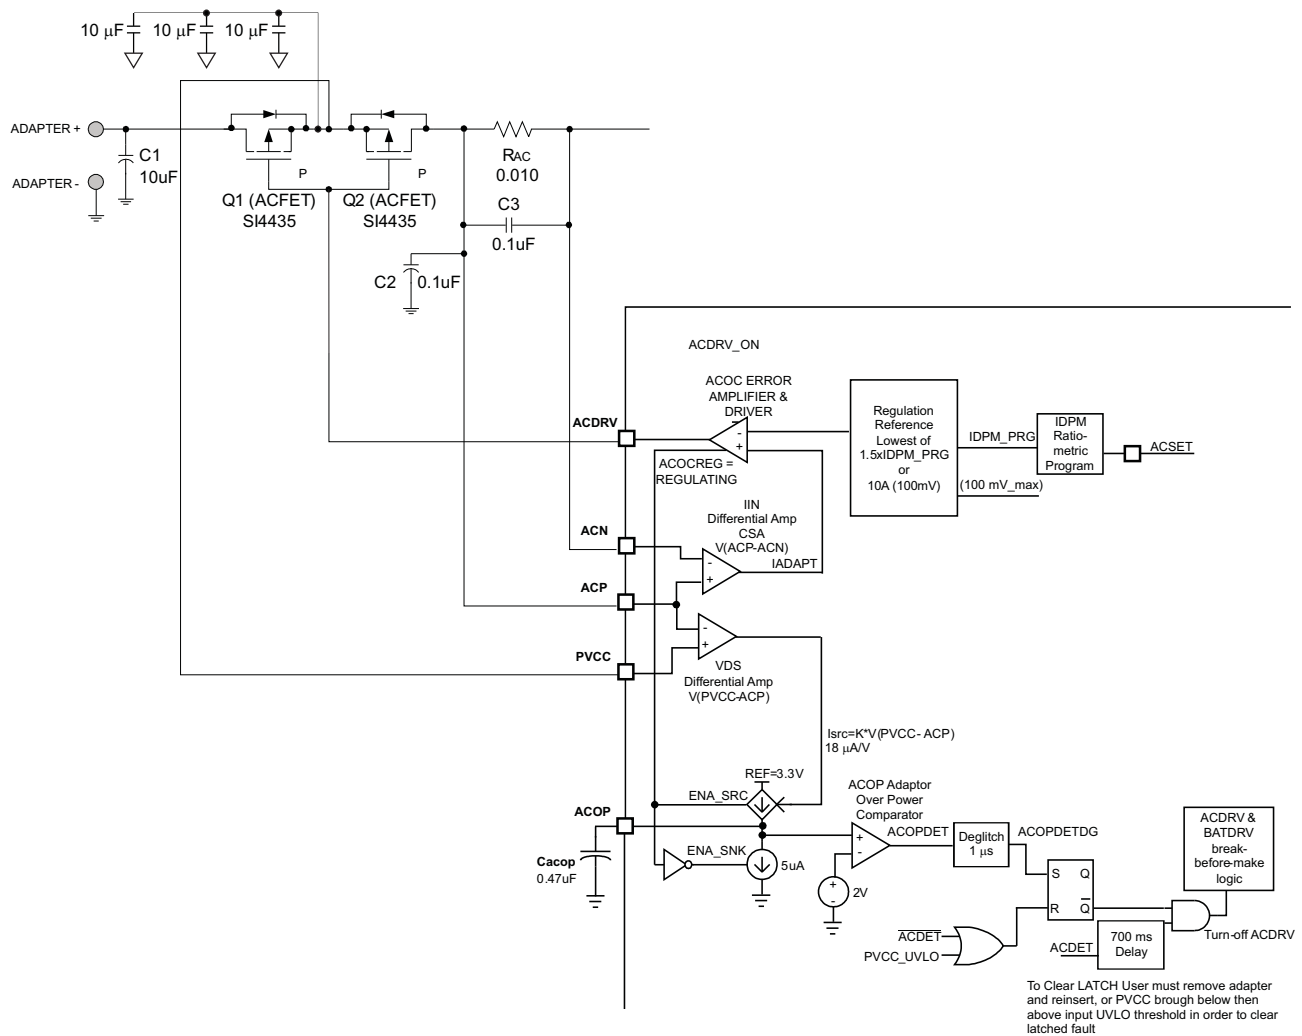 10 µF
10 µF
10 µF
ADAPTER +
ADAPTER -
C1
10uF
P
P
Q1 (ACFET)
SI4435
Q2 (ACFET)
SI4435
RAC
0.010
C3
0.1uF
C2
0.1uF
ACDRV_ON
ACOC ERROR
AMPLIFIER &
DRIVER
ACDRV
-
+
ACOCREG =
REGULATING
Regulation
Reference
Lowest of
1.5xIDPM_PRG
or
10A (100mV)
IDPM_PRG
(100 mV_max)
IDPM
Ratio-
metric
Program
ACSET
IIN
Differential Amp
CSA
V(ACP-ACN)
ACN
-
+
IADAPT
ACP
-
+
PVCC
VDS
Differential Amp
V(PVCC-ACP)
Isrc=K*V(PVCC- ACP)
18 µA/V
REF=3.3V
ENA_SRC
ACOP
Cacop
0.47uF
ENA_SNK
5uA
ACOP Adaptor
Over Power
Comparator
+
-
ACOPDET
+
-
2V
Deglitch
1 µs
ACOPDETDG
S
Q
R
Q
ACDET
PVCC_UVLO
ACDET
700 ms
Delay
ACDRV &
BATDRV
break-
before-make
logic
Turn-off ACDRV
To Clear LATCH User must remove adapter
and reinsert, or PVCC brough below then
above input UVLO threshold in order to clear
latched fault